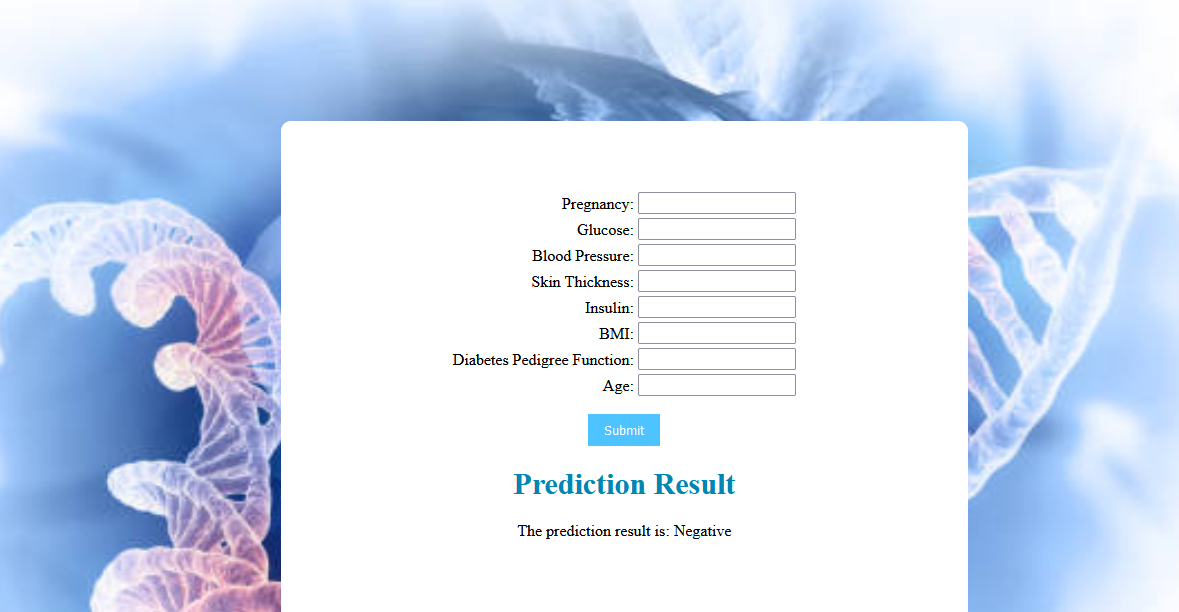 Pregnancy:
Glucose:
Blood Pressure:
Skin Thickness:
Insulin:
BMI:
Diabetes Pedigree Function:
Age:
Submit
Prediction Result
The prediction result is: Negative